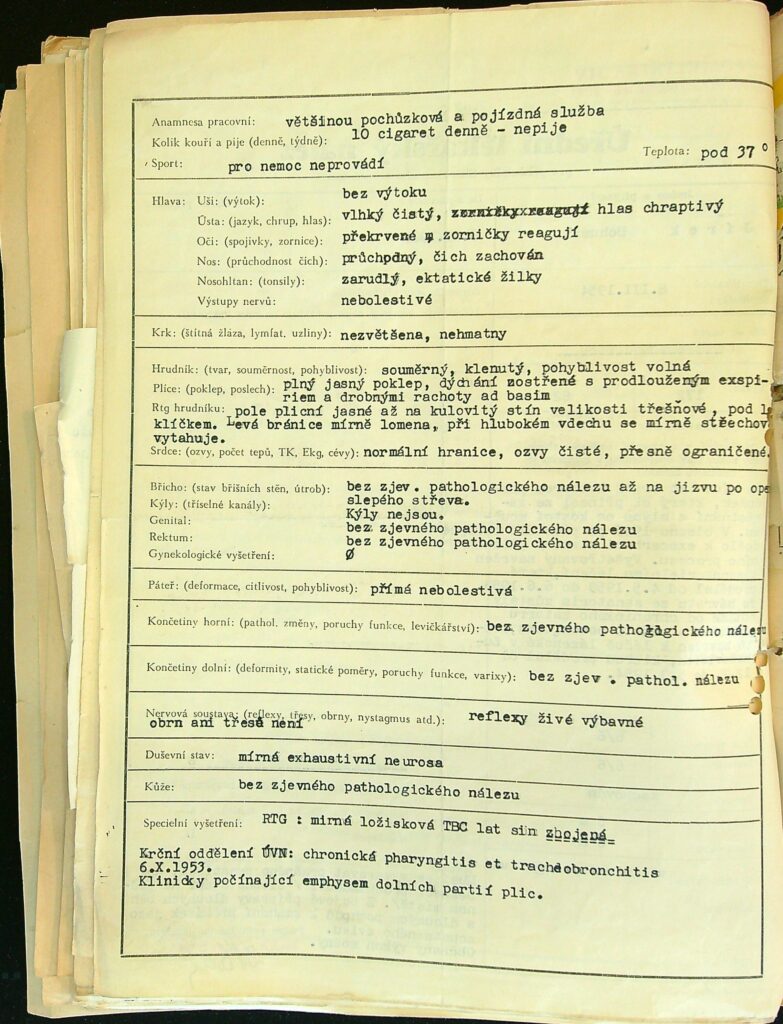 Anamnesa pracovní: většinou pochůzková a pojízdná služba
Kolik kouří a pije (denně, týdně): 10 cigaret denně - nepije
Sport: pro nemoc neprovádí Teplota: pod 37°
Hlava: Uši: (výtok): bez výtoku
Ústa: (jazyk, chrup, hlas): vlhký čistý, zorničky reagují hlas chraptivý
Oči: (spojivky, zornice): překrvené zorničky reagují
Nos: (průchodnost čich): průchodný, čich zachován
Nosohltan: (tonsily): zarudlý, ektatické žilky
Výstupy nervů: nebolestivé
Krk: (štítná žláza, lymfat. uzliny): nezvětšena, nehmatny
Hrudník: (tvar, souměrnost, pohyblivost): souměrný, klenutý, pohyblivost volná
Plíce: (poklep, poslech): plný jasný poklep, dýchání zostřené s prodlouženým exspi-
riem a drobnými rachoty ad basim
Rtg hrudníku: pole plicní jasné až na kulovitý stín velikosti třešňové, pod
klíčkem. Levá bránice mírně lomena, při hlubokém vdechu se mírně střechov
vytahuje.
Srdce: (ozvy, počet tepů, TK, Ekg, cévy): normální hranice, ozvy čisté, přesně ograničené.
Břicho: (stav břišních stěn, útrob): bez zjev. pathologického nálezu až na jizvu po ope
slepého střeva.
Kýly: (tříselné kanály): Kýly nejsou.
Genital: bez zjevného pathologického nálezu
Rektum: bez zjevného pathologického nálezu
Gynekologické vyšetření: Ø
Páteř: (deformace, citlivost, pohyblivost): přímá nebolestivá
Končetiny horní: (pathol. změny, poruchy funkce, levičkářství): bez zjevného pathologického nálezu
Končetiny dolní: (deformity, statické poměry, poruchy funkce, varixy): bez zjev . pathol. nálezu
Nervová soustava: (reflexy, třesy, obrny, nystagmus atd.): reflexy živé výbavné
obrn ani třesů není
Duševní stav: mírná exhaustivní neurosa
Kůže: bez zjevného pathologického nálezu
Specielní vyšetření: RTG : mírná ložisková TBC lat sin zhojená
Krční oddělení ÚVN: chronická pharyngitis et tracheobronchitis
6.X.1953.
Klinicky počínající emphysem dolních partií plic.